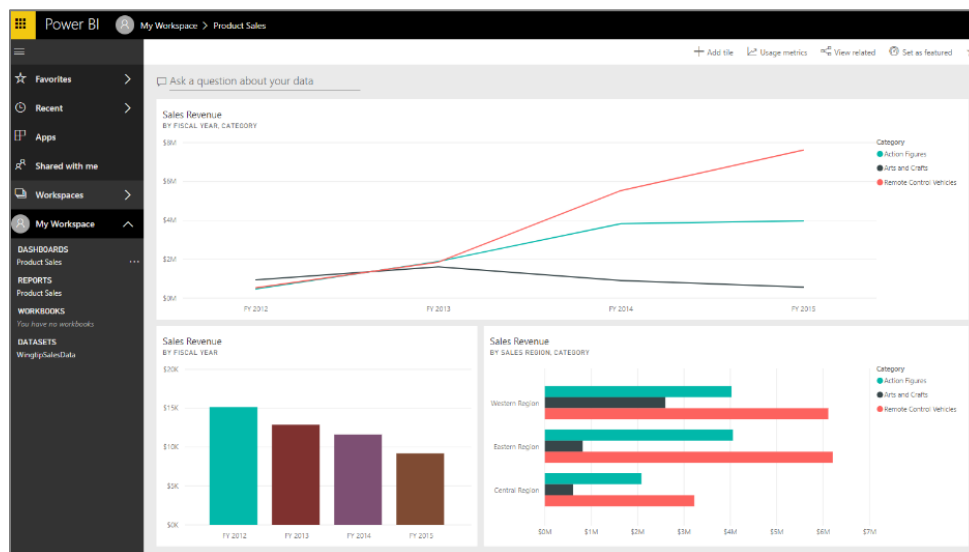 Power BI
My Workspace > Product Sales
Add tile
Usage metrics
View related
Set as featured
Favorites
Recent
Apps
Shared with me
Workspaces
My Workspace
DASHBOARDS
Product Sales
REPORTS
Product Sales
WORKBOOKS
You have no workbooks
DATASETS
WingtipSalesData
Ask a question about your data
Sales Revenue
BY FISCAL YEAR, CATEGORY
$8M
$6M
$4M
$2M
$0M
FY 2012
FY 2013
FY 2014
FY 2015
Category
Action Figures
Arts and Crafts
Remote Control Vehicles
Sales Revenue
BY FISCAL YEAR
$20K
$15K
$10K
$5K
$0K
FY 2012
FY 2013
FY 2014
FY 2015
Sales Revenue
BY SALES REGION, CATEGORY
Western Region
Eastern Region
Central Region
$0M
$1M
$2M
$3M
$4M
$5M
$6M
$7M
Category
Action Figures
Arts and Crafts
Remote Control Vehicles